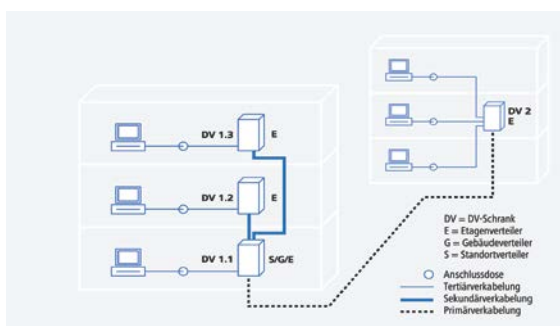 DV 1.3
E
DV 1.2
E
DV 1.1
S/G/E
DV 2
E
DV = DV-Schrank
E = Etagenverteiler
G = Gebäudeverteiler
S = Standortverteiler
Anschlussdose
Tertiärverkabelung
Sekundärverkabelung
Primärverkabelung